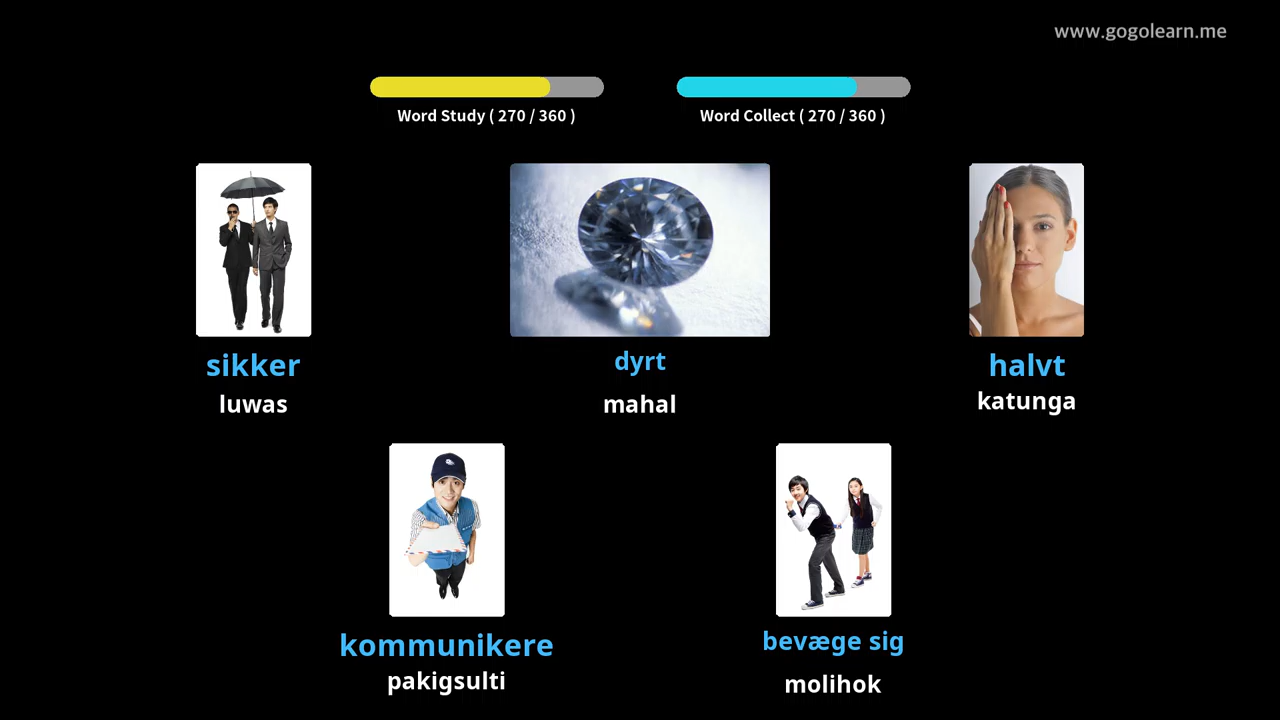 www.gogolearn.me
Word Study ( 270 / 360 )
Word Collect ( 270 / 360 )
sikker
luwas
dyrt
mahal
halvt
katunga
kommunikere
pakigsulti
bevæge sig
molihok